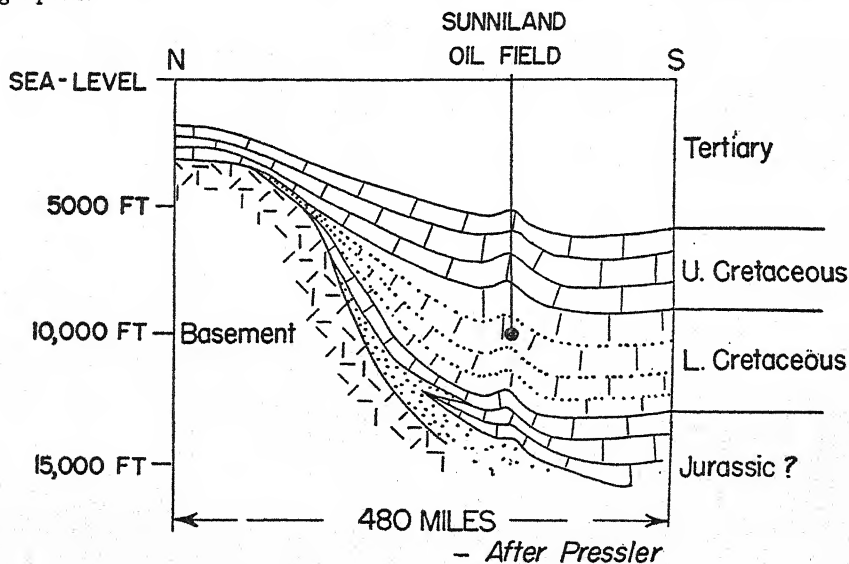 SUNNILAND
OIL FIELD
N
S
SEA-LEVEL
Tertiary
5000 FT
U. Cretaceous
10,000 FT
Basement
L. Cretaceous
15,000 FT
Jurassic ?
480 MILES
- After Pressler